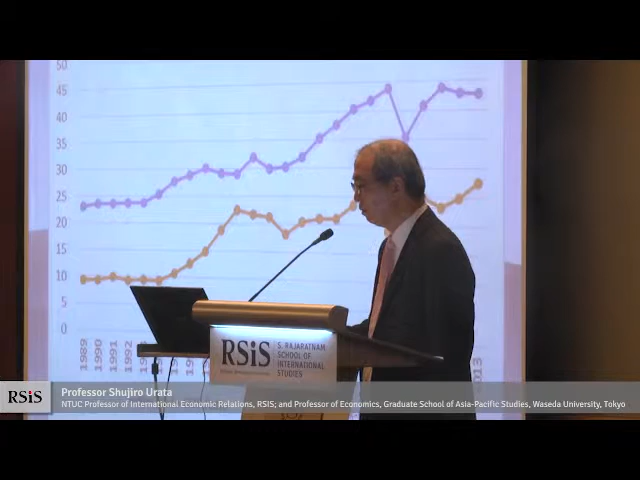 50
45
40
35
30
25
20
15
10
5
0
1989
1990
1991
1992
RSiS
S. RAJARATNAM
SCHOOL OF
INTERNATIONAL
STUDIES
RSiS
Professor Shujiro Urata
NTUC Professor of International Economic Relations, RSIS; and Professor of Economics, Graduate School of Asia-Pacific Studies, Waseda University, Tokyo